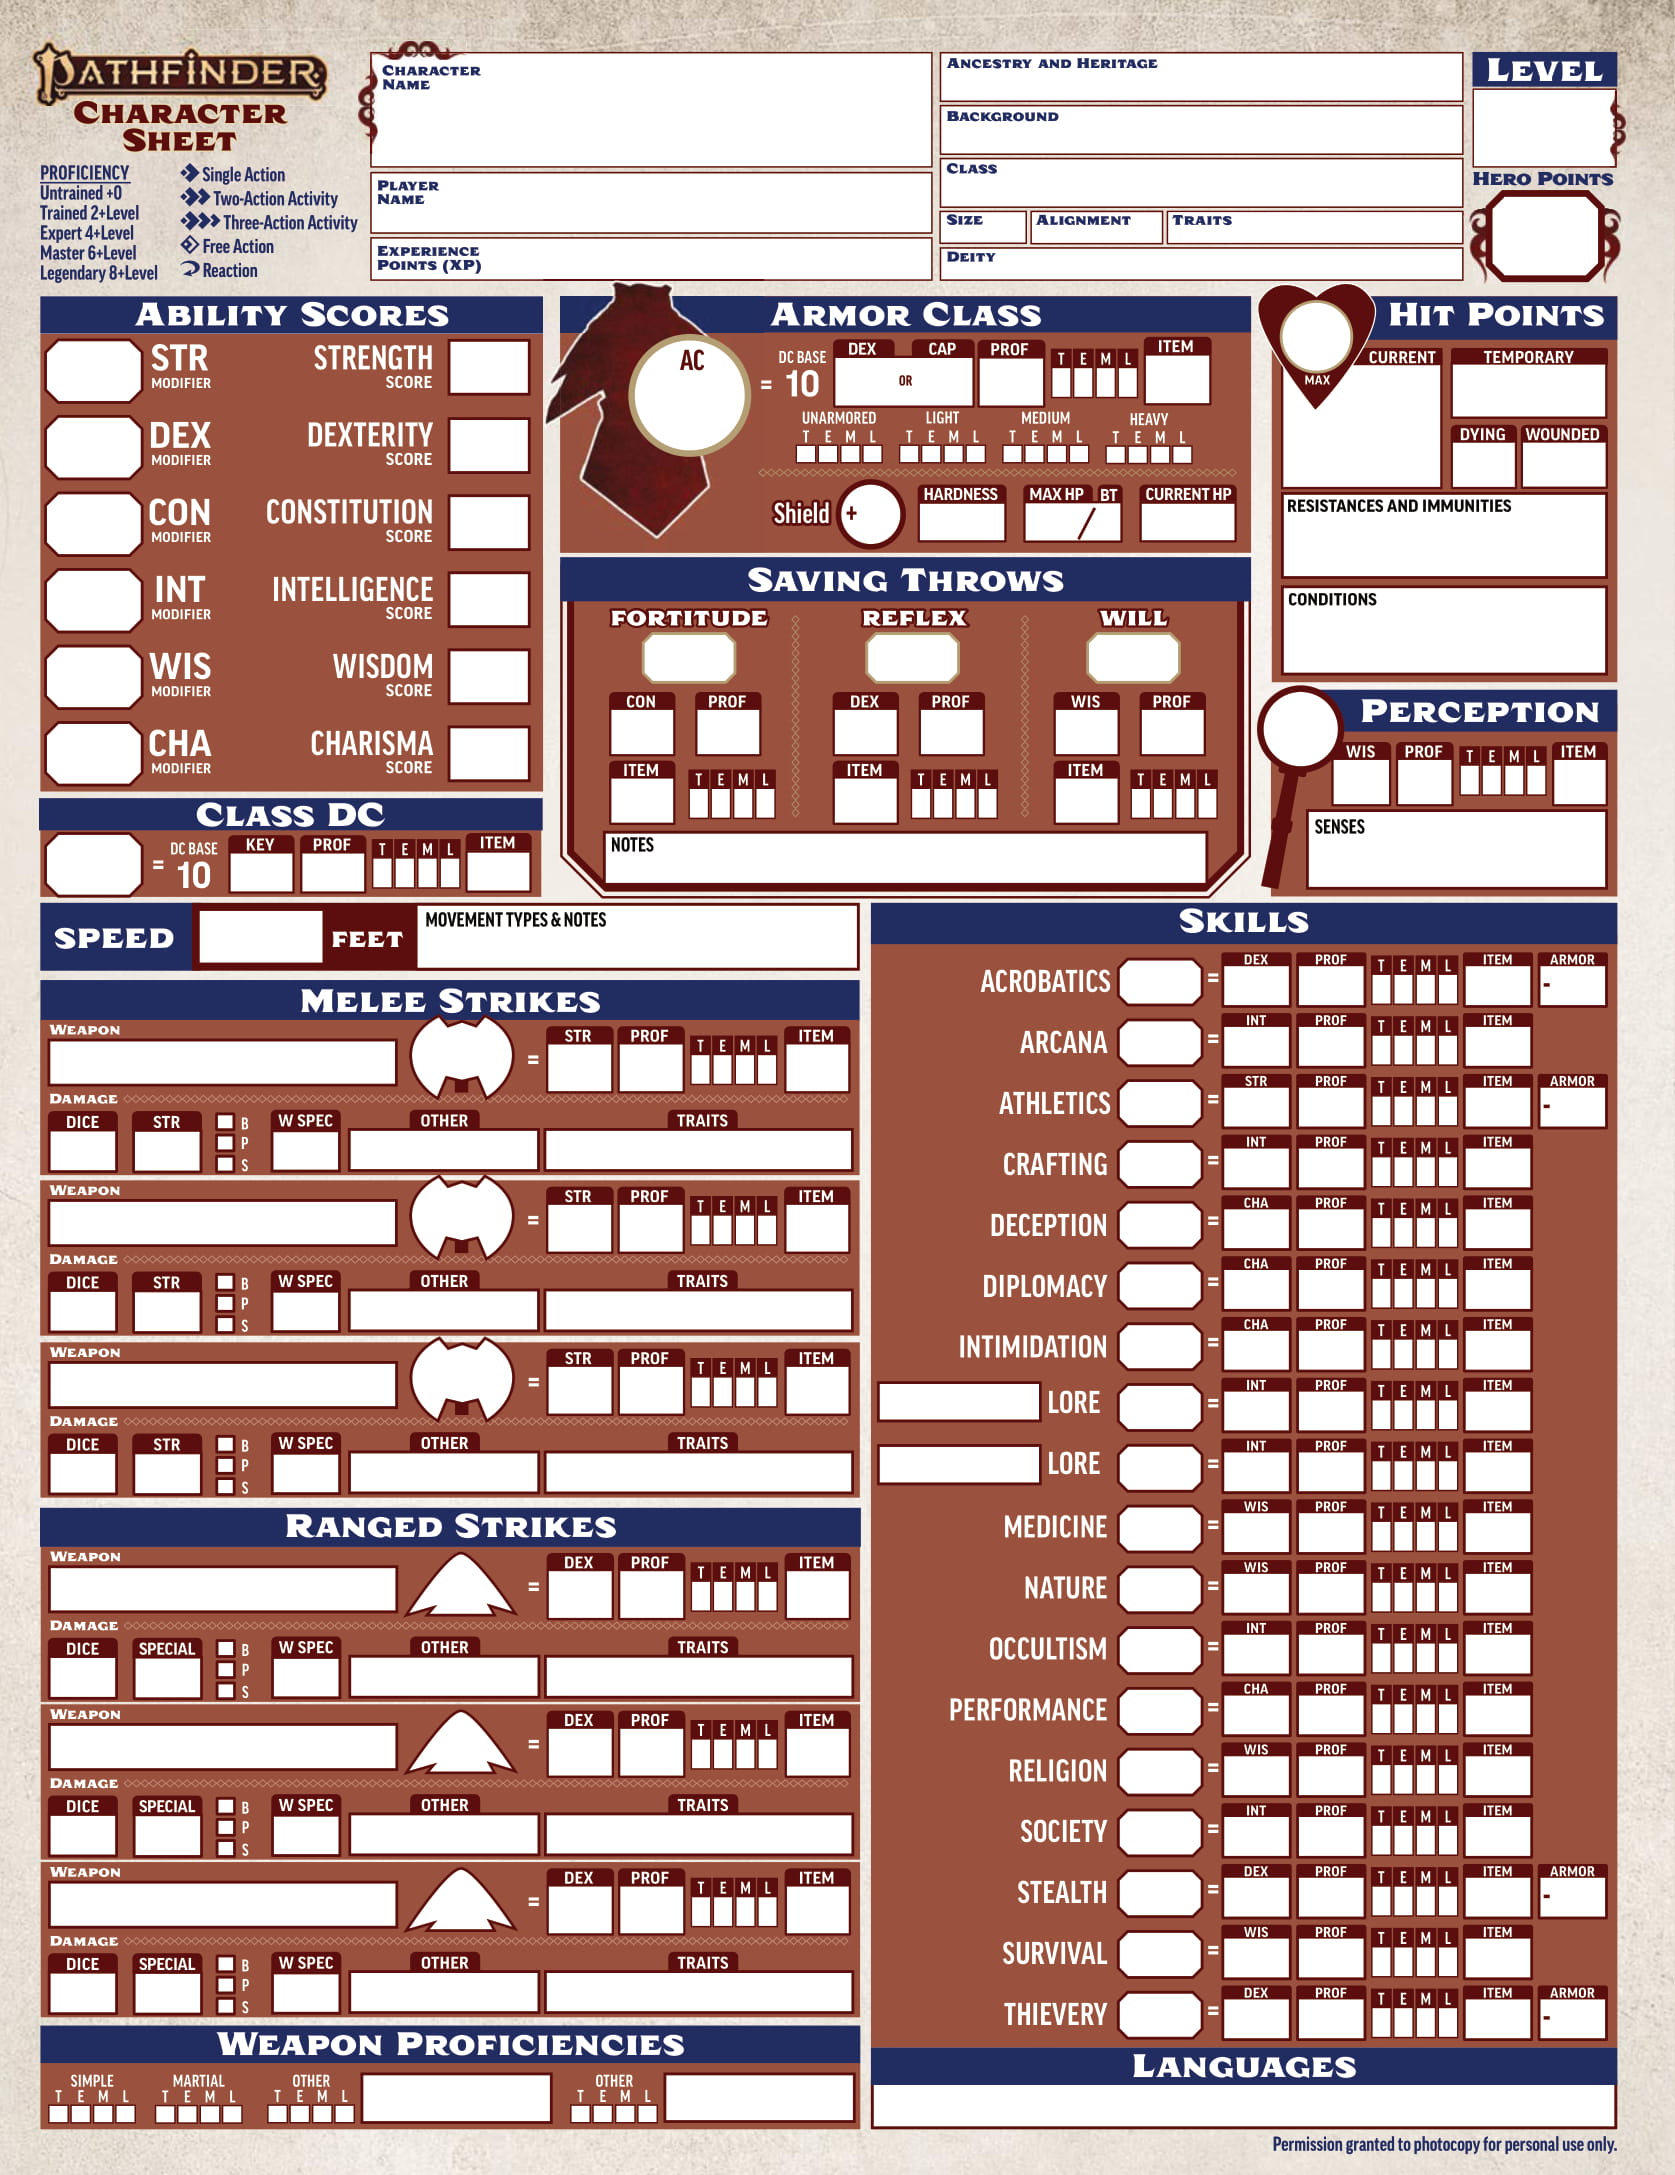 PATHFINDER
CHARACTER
SHEET
PROFICIENCY
Untrained +0
Trained 2+Level
Expert 4+Level
Master 6+Level
Legendary 8+Level
Single Action
Two-Action Activity
Three-Action Activity
Free Action
Reaction
CHARACTER
NAME
PLAYER
NAME
EXPERIENCE
POINTS (XP)
ANCESTRY AND HERITAGE
BACKGROUND
CLASS
SIZE ALIGNMENT TRAITS
DEITY
LEVEL
HERO POINTS
ABILITY SCORES
STR MODIFIER STRENGTH SCORE
DEX MODIFIER DEXTERITY SCORE
CON MODIFIER CONSTITUTION SCORE
INT MODIFIER INTELLIGENCE SCORE
WIS MODIFIER WISDOM SCORE
CHA MODIFIER CHARISMA SCORE
CLASS DC
= DC BASE 10 KEY PROF T E M L ITEM
ARMOR CLASS
AC = DC BASE 10 DEX OR CAP PROF T E M L ITEM
UNARMORED LIGHT MEDIUM HEAVY
T E M L T E M L T E M L T E M L
Shield + HARDNESS MAX HP / BT CURRENT HP
SAVING THROWS
FORTITUDE REFLEX WILL
CON PROF DEX PROF WIS PROF
ITEM T E M L ITEM T E M L ITEM T E M L
NOTES
HIT POINTS
MAX CURRENT TEMPORARY
DYING WOUNDED
RESISTANCES AND IMMUNITIES
CONDITIONS
PERCEPTION
WIS PROF T E M L ITEM
SENSES
SPEED FEET MOVEMENT TYPES & NOTES
MELEE STRIKES
WEAPON = STR PROF T E M L ITEM
DAMAGE
DICE STR B P S W SPEC OTHER TRAITS
WEAPON = STR PROF T E M L ITEM
DAMAGE
DICE STR B P S W SPEC OTHER TRAITS
WEAPON = STR PROF T E M L ITEM
DAMAGE
DICE STR B P S W SPEC OTHER TRAITS
RANGED STRIKES
WEAPON = DEX PROF T E M L ITEM
DAMAGE
DICE SPECIAL B P S W SPEC OTHER TRAITS
WEAPON = DEX PROF T E M L ITEM
DAMAGE
DICE SPECIAL B P S W SPEC OTHER TRAITS
WEAPON = DEX PROF T E M L ITEM
DAMAGE
DICE SPECIAL B P S W SPEC OTHER TRAITS
WEAPON PROFICIENCIES
SIMPLE MARTIAL OTHER OTHER
T E M L T E M L T E M L T E M L
SKILLS
ACROBATICS = DEX PROF T E M L ITEM ARMOR -
ARCANA = INT PROF T E M L ITEM
ATHLETICS = STR PROF T E M L ITEM ARMOR -
CRAFTING = INT PROF T E M L ITEM
DECEPTION = CHA PROF T E M L ITEM
DIPLOMACY = CHA PROF T E M L ITEM
INTIMIDATION = CHA PROF T E M L ITEM
LORE = INT PROF T E M L ITEM
LORE = INT PROF T E M L ITEM
MEDICINE = WIS PROF T E M L ITEM
NATURE = WIS PROF T E M L ITEM
OCCULTISM = INT PROF T E M L ITEM
PERFORMANCE = CHA PROF T E M L ITEM
RELIGION = WIS PROF T E M L ITEM
SOCIETY = INT PROF T E M L ITEM
STEALTH = DEX PROF T E M L ITEM ARMOR -
SURVIVAL = WIS PROF T E M L ITEM
THIEVERY = DEX PROF T E M L ITEM ARMOR -
LANGUAGES
Permission granted to photocopy for personal use only.